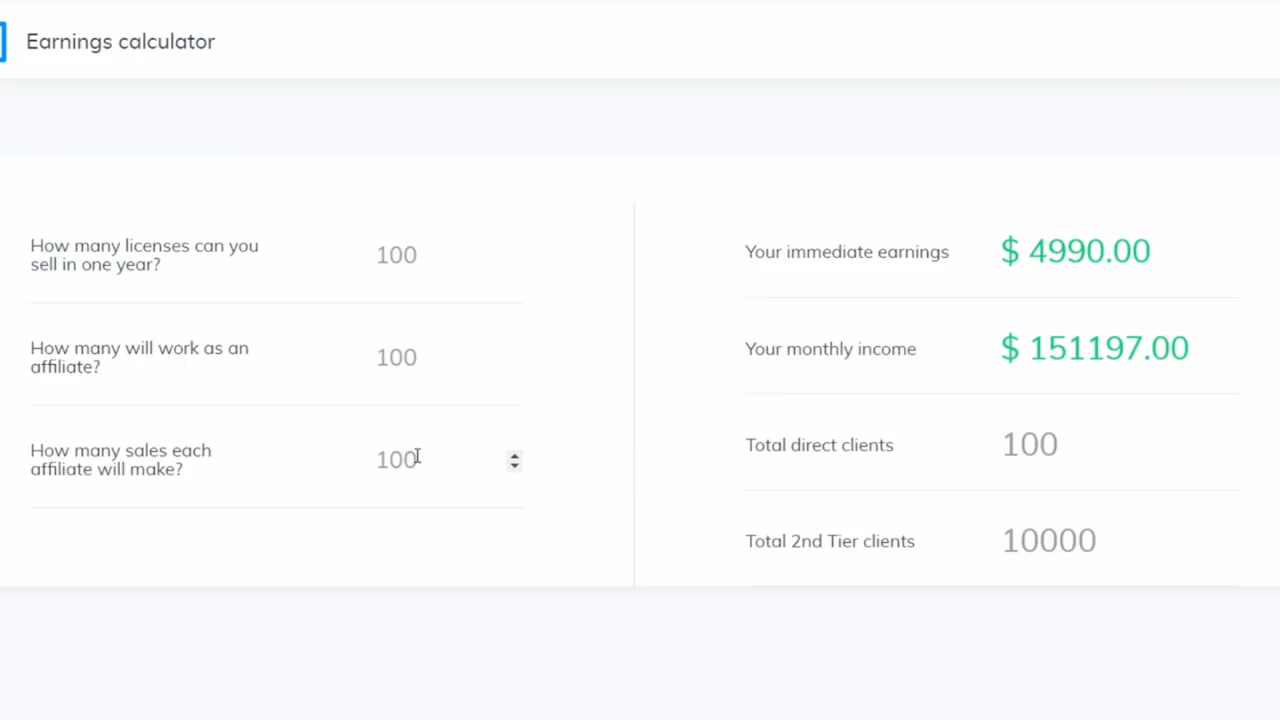 Earnings calculator
How many licenses can you
sell in one year?
100
How many will work as an
affiliate?
100
How many sales each
affiliate will make?
100
Your immediate earnings
$ 4990.00
Your monthly income
$ 151197.00
Total direct clients
100
Total 2nd Tier clients
10000